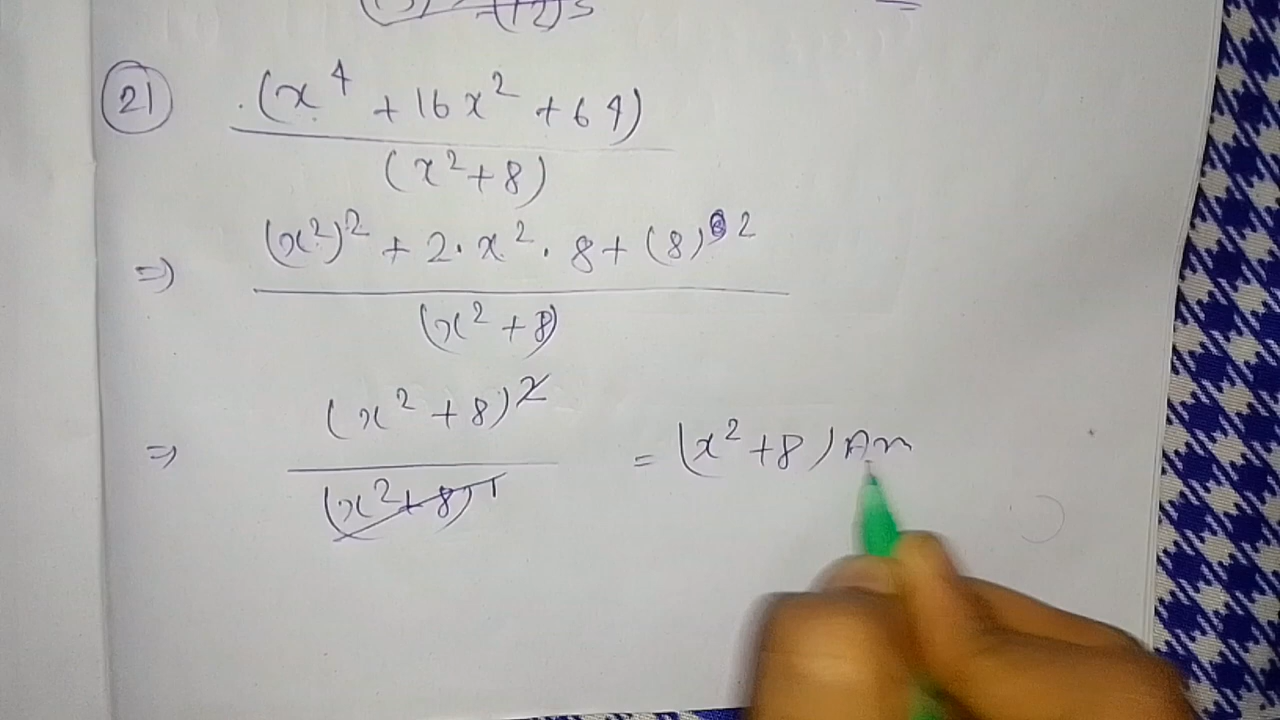 (21) (x⁴ + 16x² + 64)
(x² + 8)
⇒ (x²)² + 2 · x² · 8 + (8)² 
(x² + 8)
⇒ (x² + 8)² = (x² + 8) Ans
(x² + 8)¹